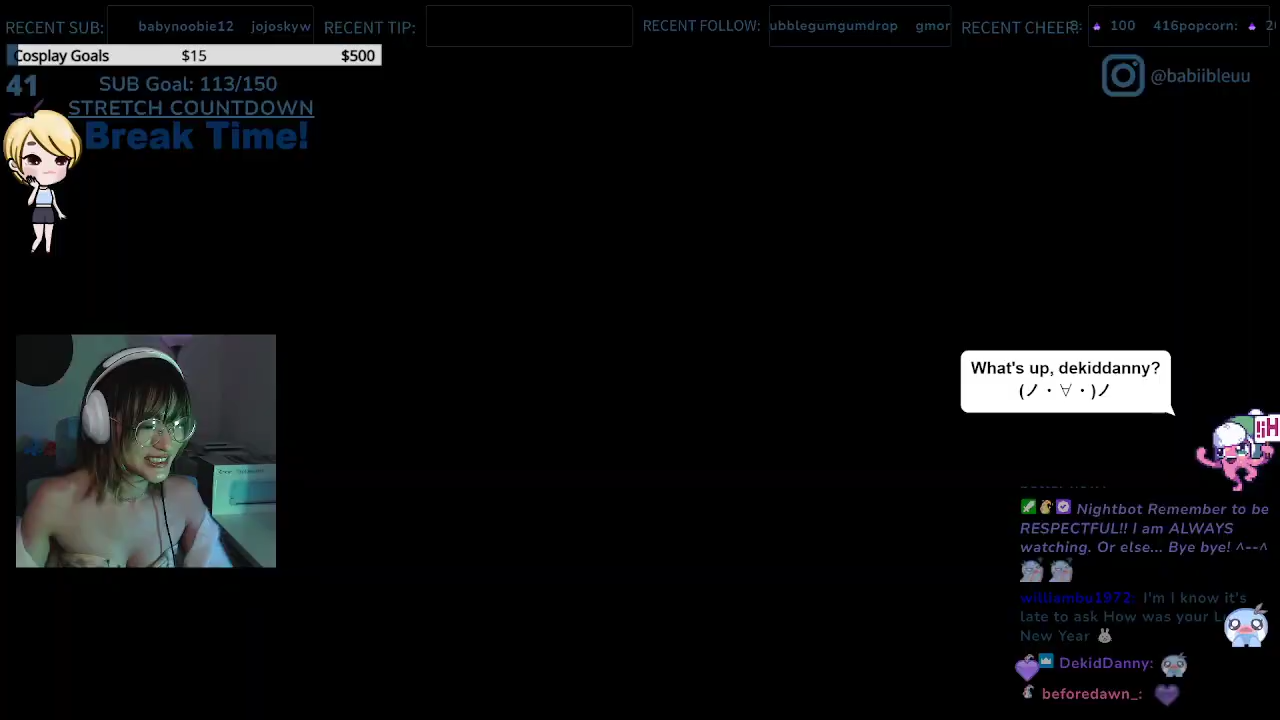 RECENT SUB:
babynoobie12 jojoskyw
RECENT TIP:
RECENT FOLLOW:
ubblegumgumdrop gmor
RECENT CHEER:
100 416popcorn:
Cosplay Goals $15 $500
41
SUB Goal: 113/150
STRETCH COUNTDOWN
Break Time!
@babiibleuu
What's up, dekiddanny?
(ノ・∀・)ノ
Nightbot Remember to be
RESPECTFUL!! I am ALWAYS
watching. Or else... Bye bye! ^--^
williambu1972: I'm I know it's
late to ask How was your
New Year
DekidDanny:
beforedawn_: